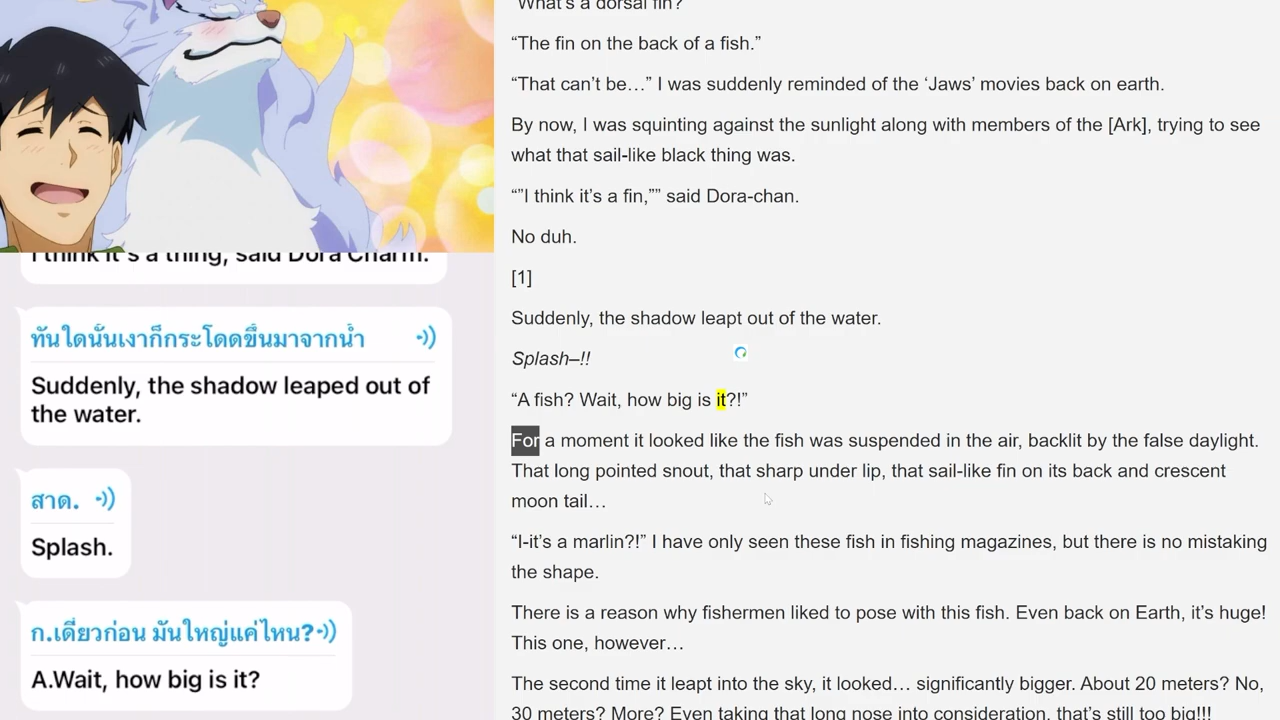 I think it's a thing, said Dora Charm.
ทันใดนั้นเงาก็กระโดดขึ้นมาจากน้ำ
Suddenly, the shadow leaped out of
the water.
สาด.
Splash.
ก.เดี๋ยวก่อน มันใหญ่แค่ไหน?
A.Wait, how big is it?
“What’s a dorsal fin?”
“The fin on the back of a fish.”
“That can’t be…” I was suddenly reminded of the ‘Jaws’ movies back on earth.
By now, I was squinting against the sunlight along with members of the [Ark], trying to see
what that sail-like black thing was.
“”I think it’s a fin,”” said Dora-chan.
No duh.
[1]
Suddenly, the shadow leapt out of the water.
Splash–!!
“A fish? Wait, how big is it?!”
For a moment it looked like the fish was suspended in the air, backlit by the false daylight.
That long pointed snout, that sharp under lip, that sail-like fin on its back and crescent
moon tail…
“I-it’s a marlin?!” I have only seen these fish in fishing magazines, but there is no mistaking
the shape.
There is a reason why fishermen liked to pose with this fish. Even back on Earth, it’s huge!
This one, however…
The second time it leapt into the sky, it looked… significantly bigger. About 20 meters? No,
30 meters? More? Even taking that long nose into consideration, that’s still too big!!!